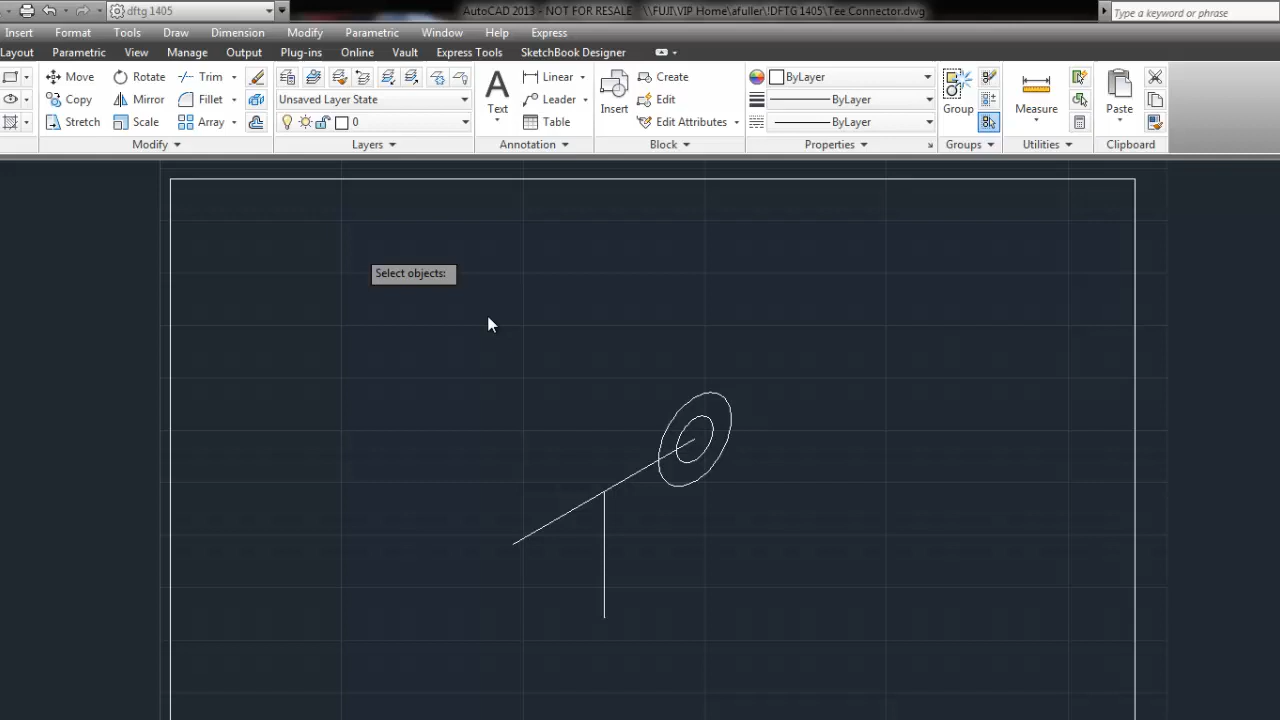 dftg 1405 AutoCAD 2013 - NOT FOR RESALE \\FUJI\VIP Home\afuller\!DFTG 1405\Tee Connector.dwg Type a keyword or phrase
Insert Format Tools Draw Dimension Modify Parametric Window Help Express
Layout Parametric View Manage Output Plug-ins Online Vault Express Tools SketchBook Designer
Move Rotate Trim Linear Create ByLayer
Copy Mirror Fillet Unsaved Layer State Text Leader Insert Edit ByLayer Group Measure Paste
Stretch Scale Array 0 Table Edit Attributes ByLayer
Modify Layers Annotation Block Properties Groups Utilities Clipboard
Select objects: